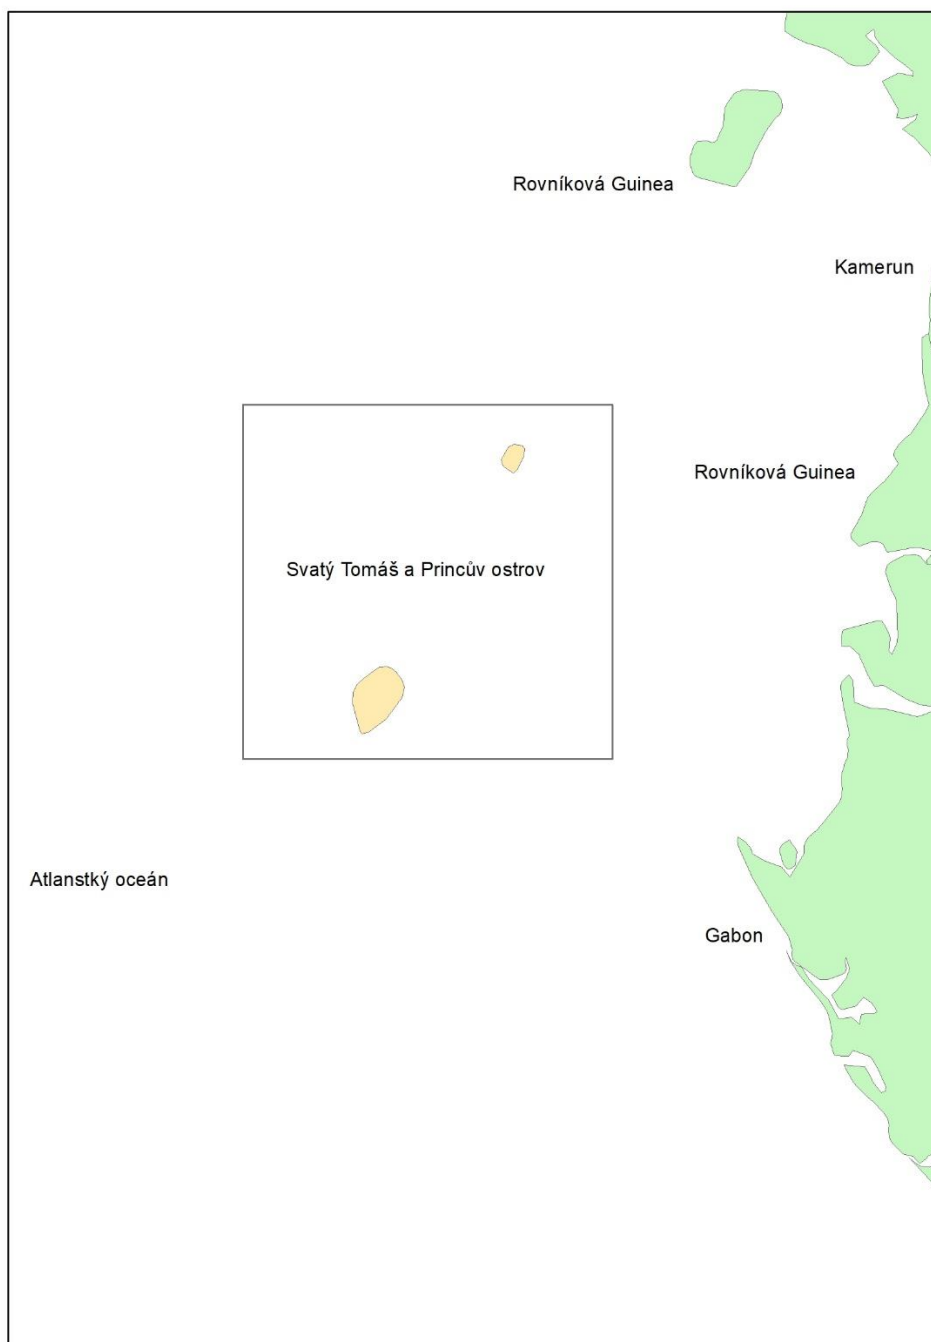 Rovníková Guinea
Kamerun
Rovníková Guinea
Svatý Tomáš a Princův ostrov
Atlanstký oceán
Gabon